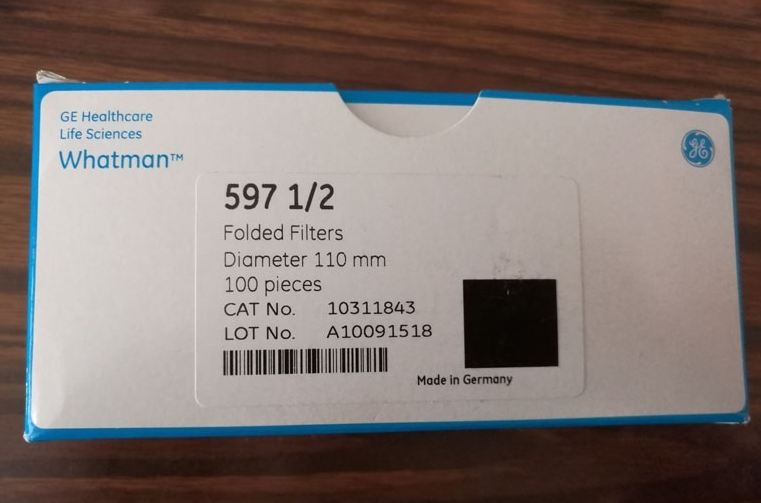 GE Healthcare
Life Sciences
Whatman™
GE
597 1/2
Folded Filters
Diameter 110 mm
100 pieces
CAT No. 10311843
LOT No. A10091518
Made in Germany